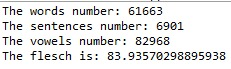 The words number: 61663
The sentences number: 6901
The vowels number: 82968
The flesch is: 83.93570298895938